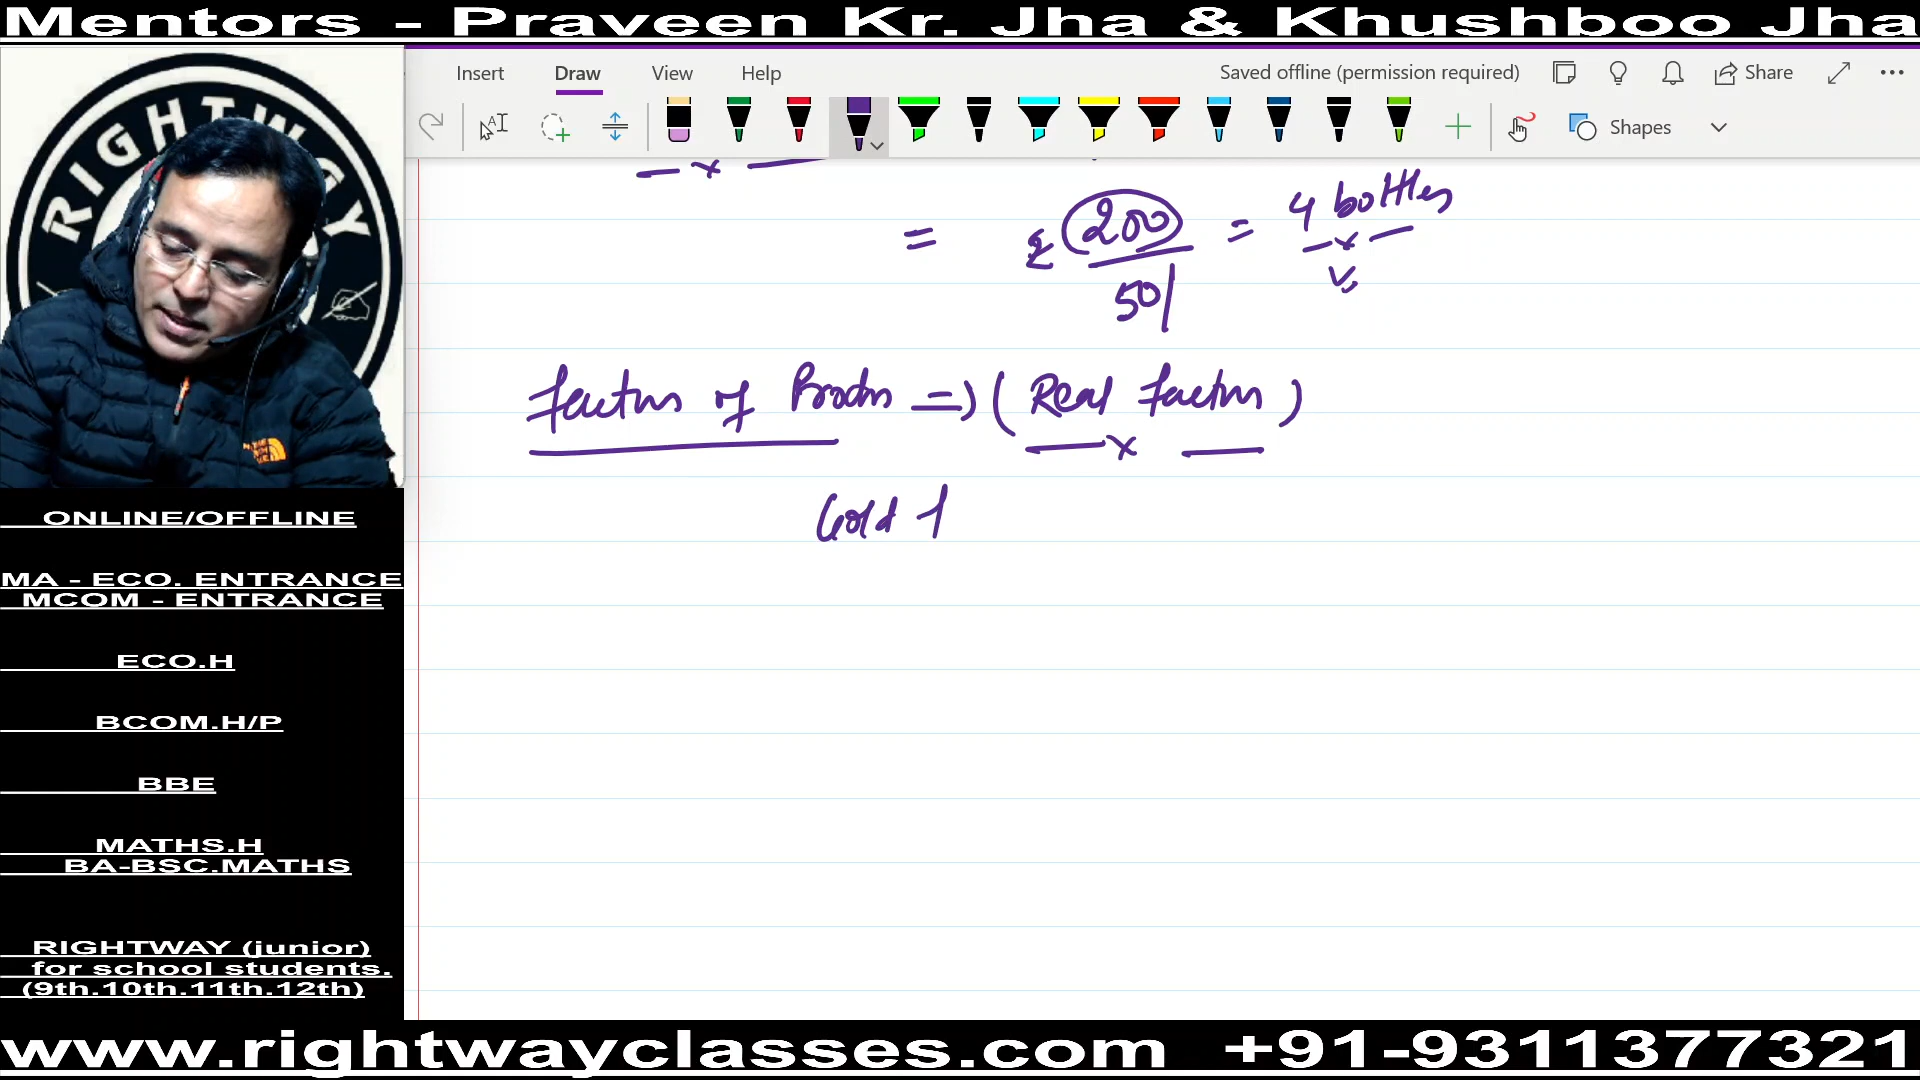 Mentors - Praveen Kr. Jha & Khushboo Jha
RIGHTWAY
Insert Draw View Help
Saved offline (permission required)
Share
Shapes
= ₹ 200 = 4 bottles
50/
Factors of Prodn => (Real Factors)
Gold
ONLINE/OFFLINE
MA - ECO. ENTRANCE
MCOM - ENTRANCE
ECO.H
BCOM.H/P
BBE
MATHS.H
BA-BSC.MATHS
RIGHTWAY (junior)
for school students.
(9th.10th.11th.12th)
www.rightwayclasses.com +91-9311377321